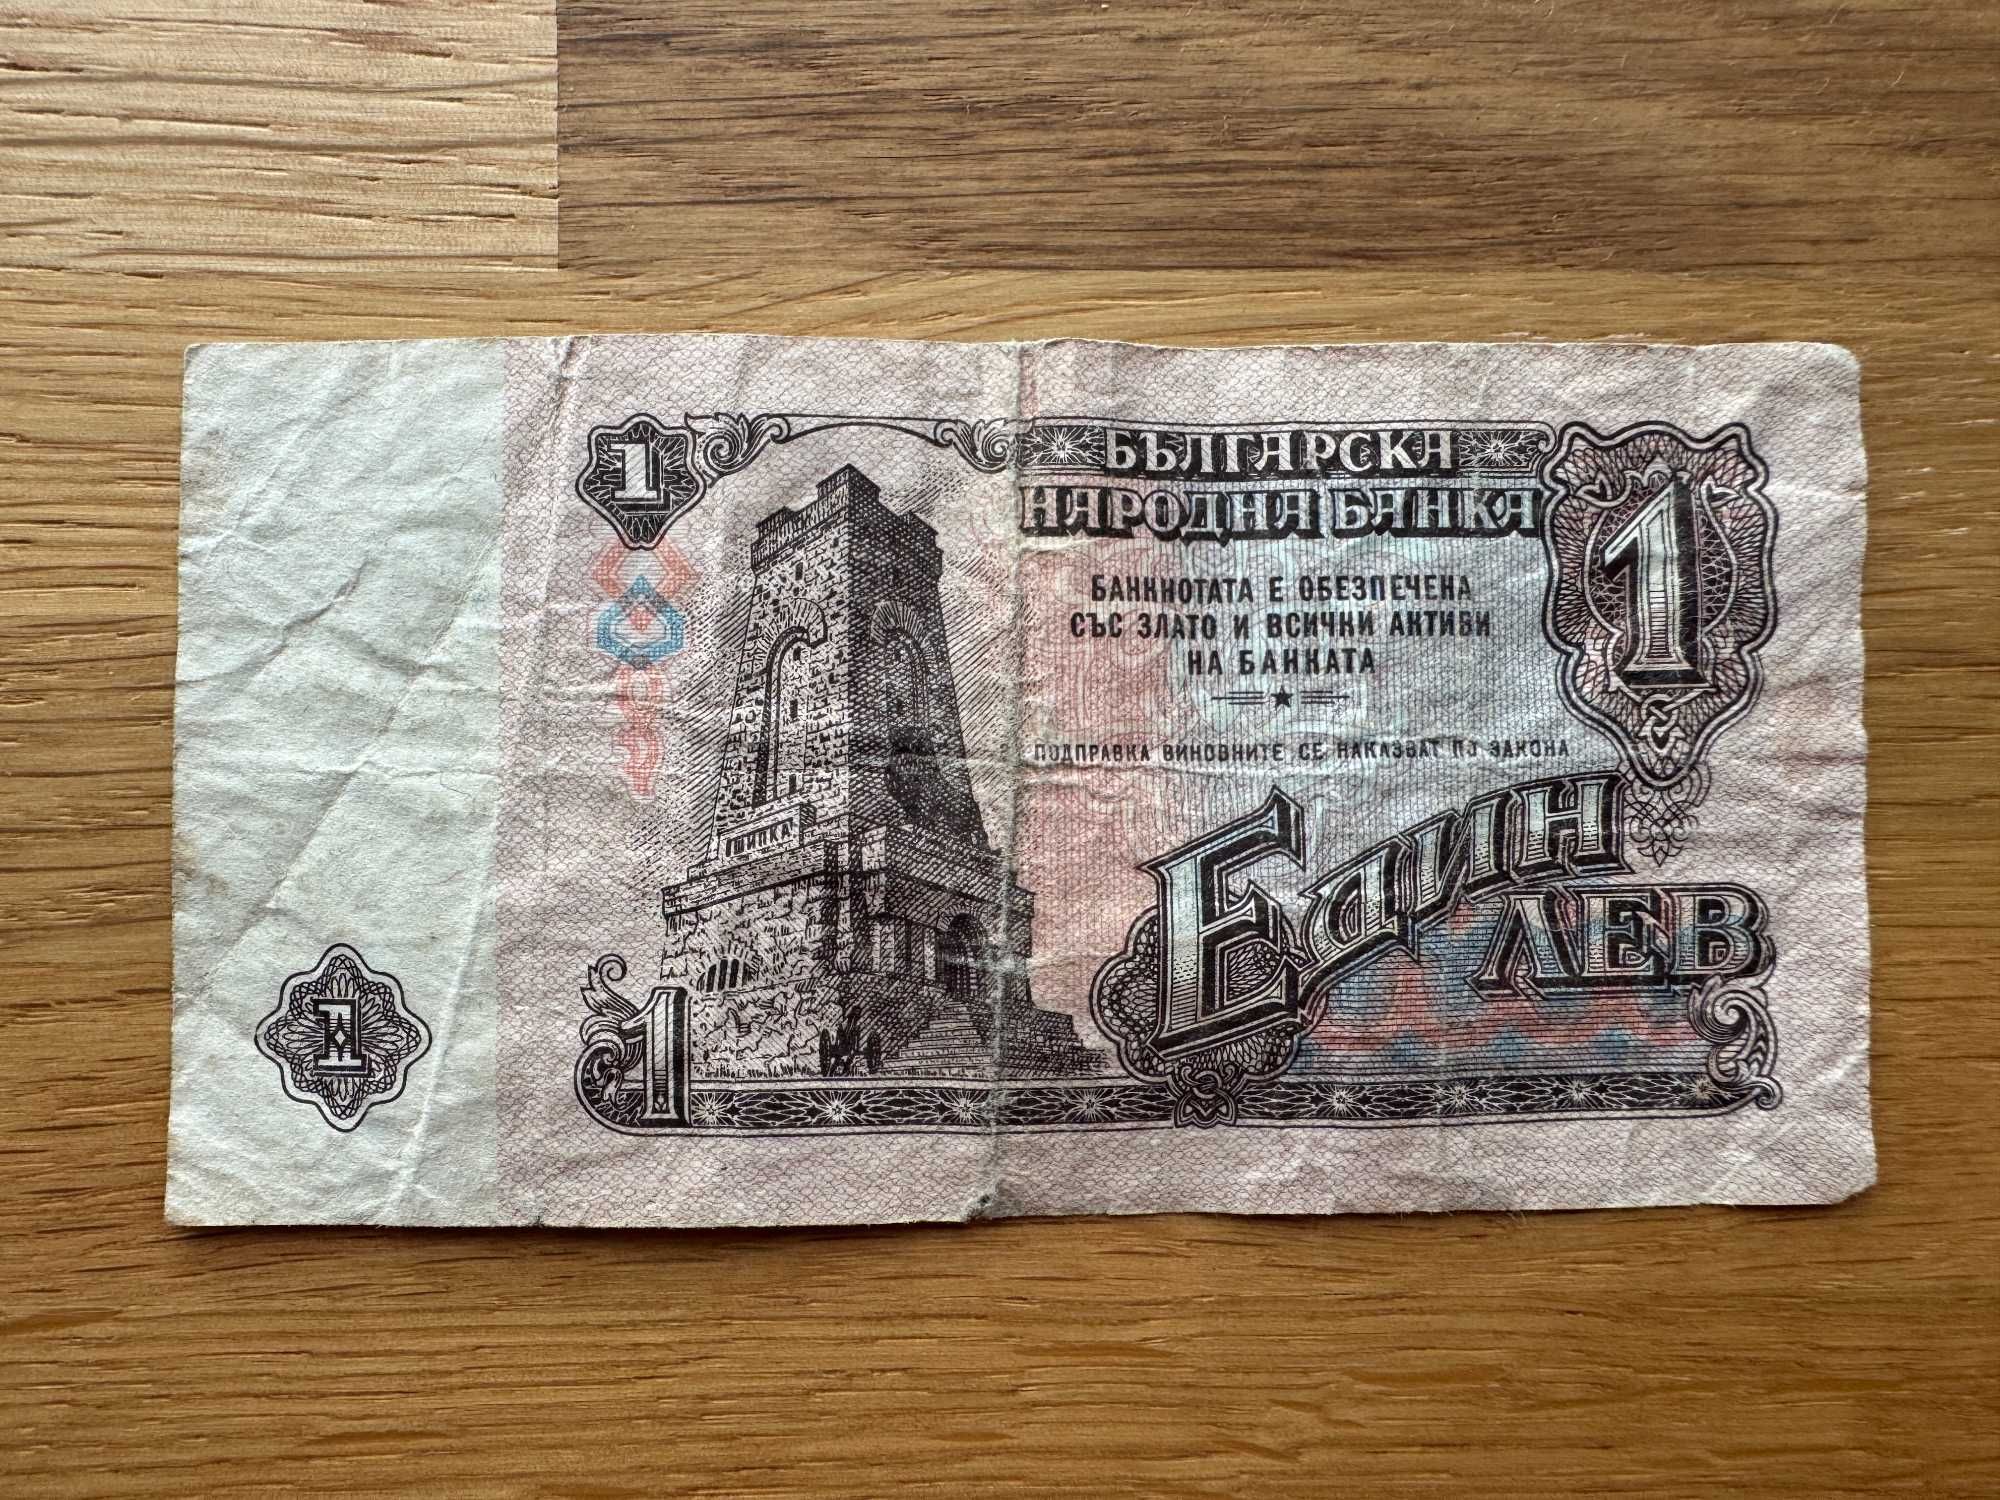 1
БЪЛГАРСКА
НАРОДНА БАНКА
1
БАНКНОТАТА Е ОБЕЗПЕЧЕНА
СЪС ЗЛАТО И ВСИЧКИ АКТИВИ
НА БАНКАТА
ПОДПРАВКА ВИНОВНИТЕ СЕ НАКАЗВАТ ПО ЗАКОНА
ШИПКА
ЕДИН
ЛЕВ
1
1